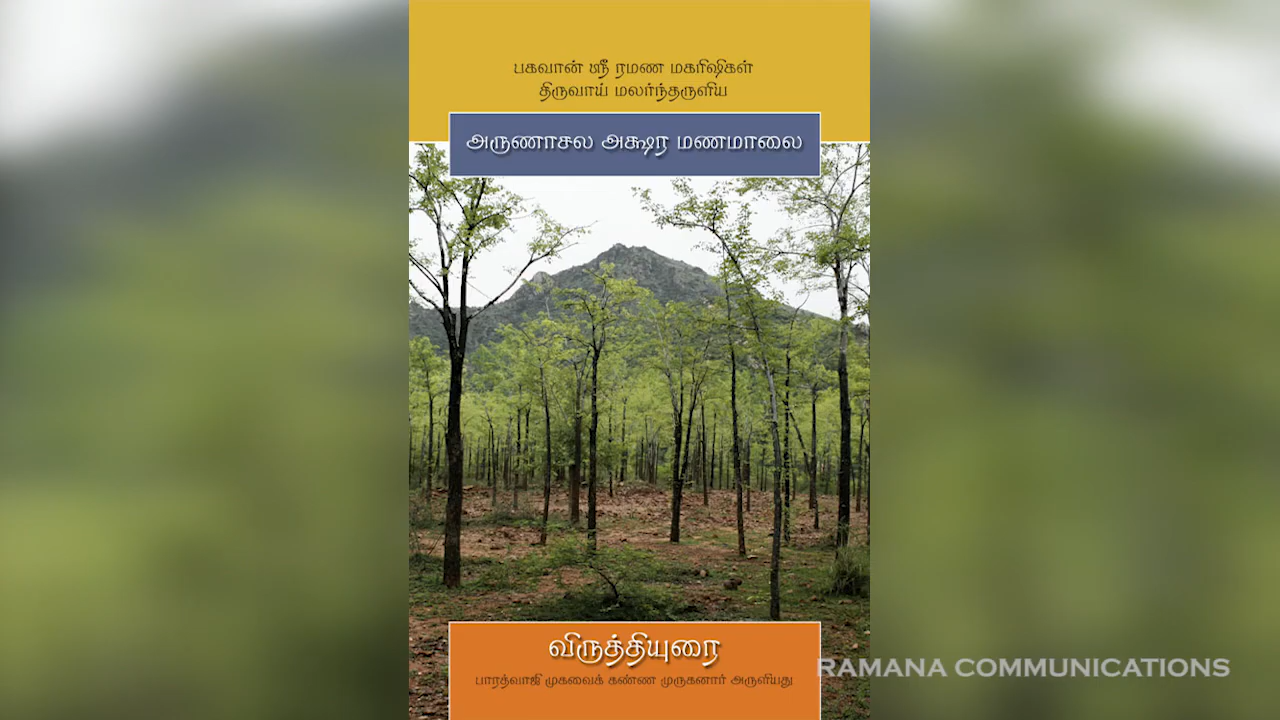 பகவான் ஸ்ரீ ரமண மகரிஷிகள்
திருவாய் மலர்ந்தருளிய
அருணாசல அக்ஷர மணமாலை
விருத்தியுரை
பாரத்வாஜி முகவைக் கண்ண முருகனார் அருளியது
RAMANA COMMUNICATIONS